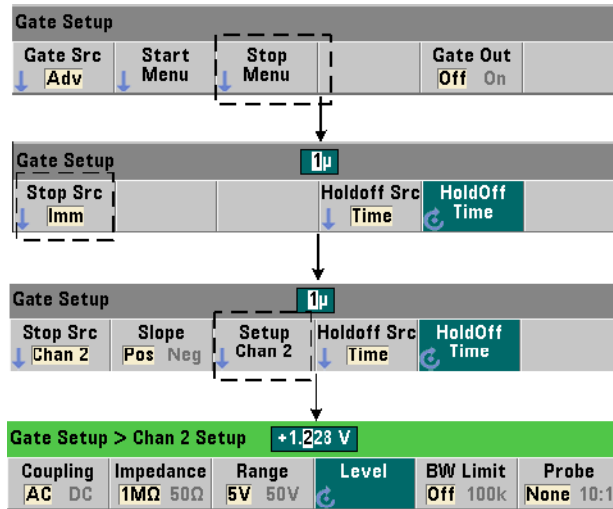 Gate Setup
Gate Src Start Stop Gate Out
Adv Menu Menu Off On
Gate Setup 1µ
Stop Src Holdoff Src HoldOff
Imm Time Time
Gate Setup 1µ
Stop Src Slope Setup Holdoff Src HoldOff
Chan 2 Pos Neg Chan 2 Time Time
Gate Setup > Chan 2 Setup +1.228 V
Coupling Impedance Range Level BW Limit Probe
AC DC 1MΩ 50Ω 5V 50V Off 100k None 10:1